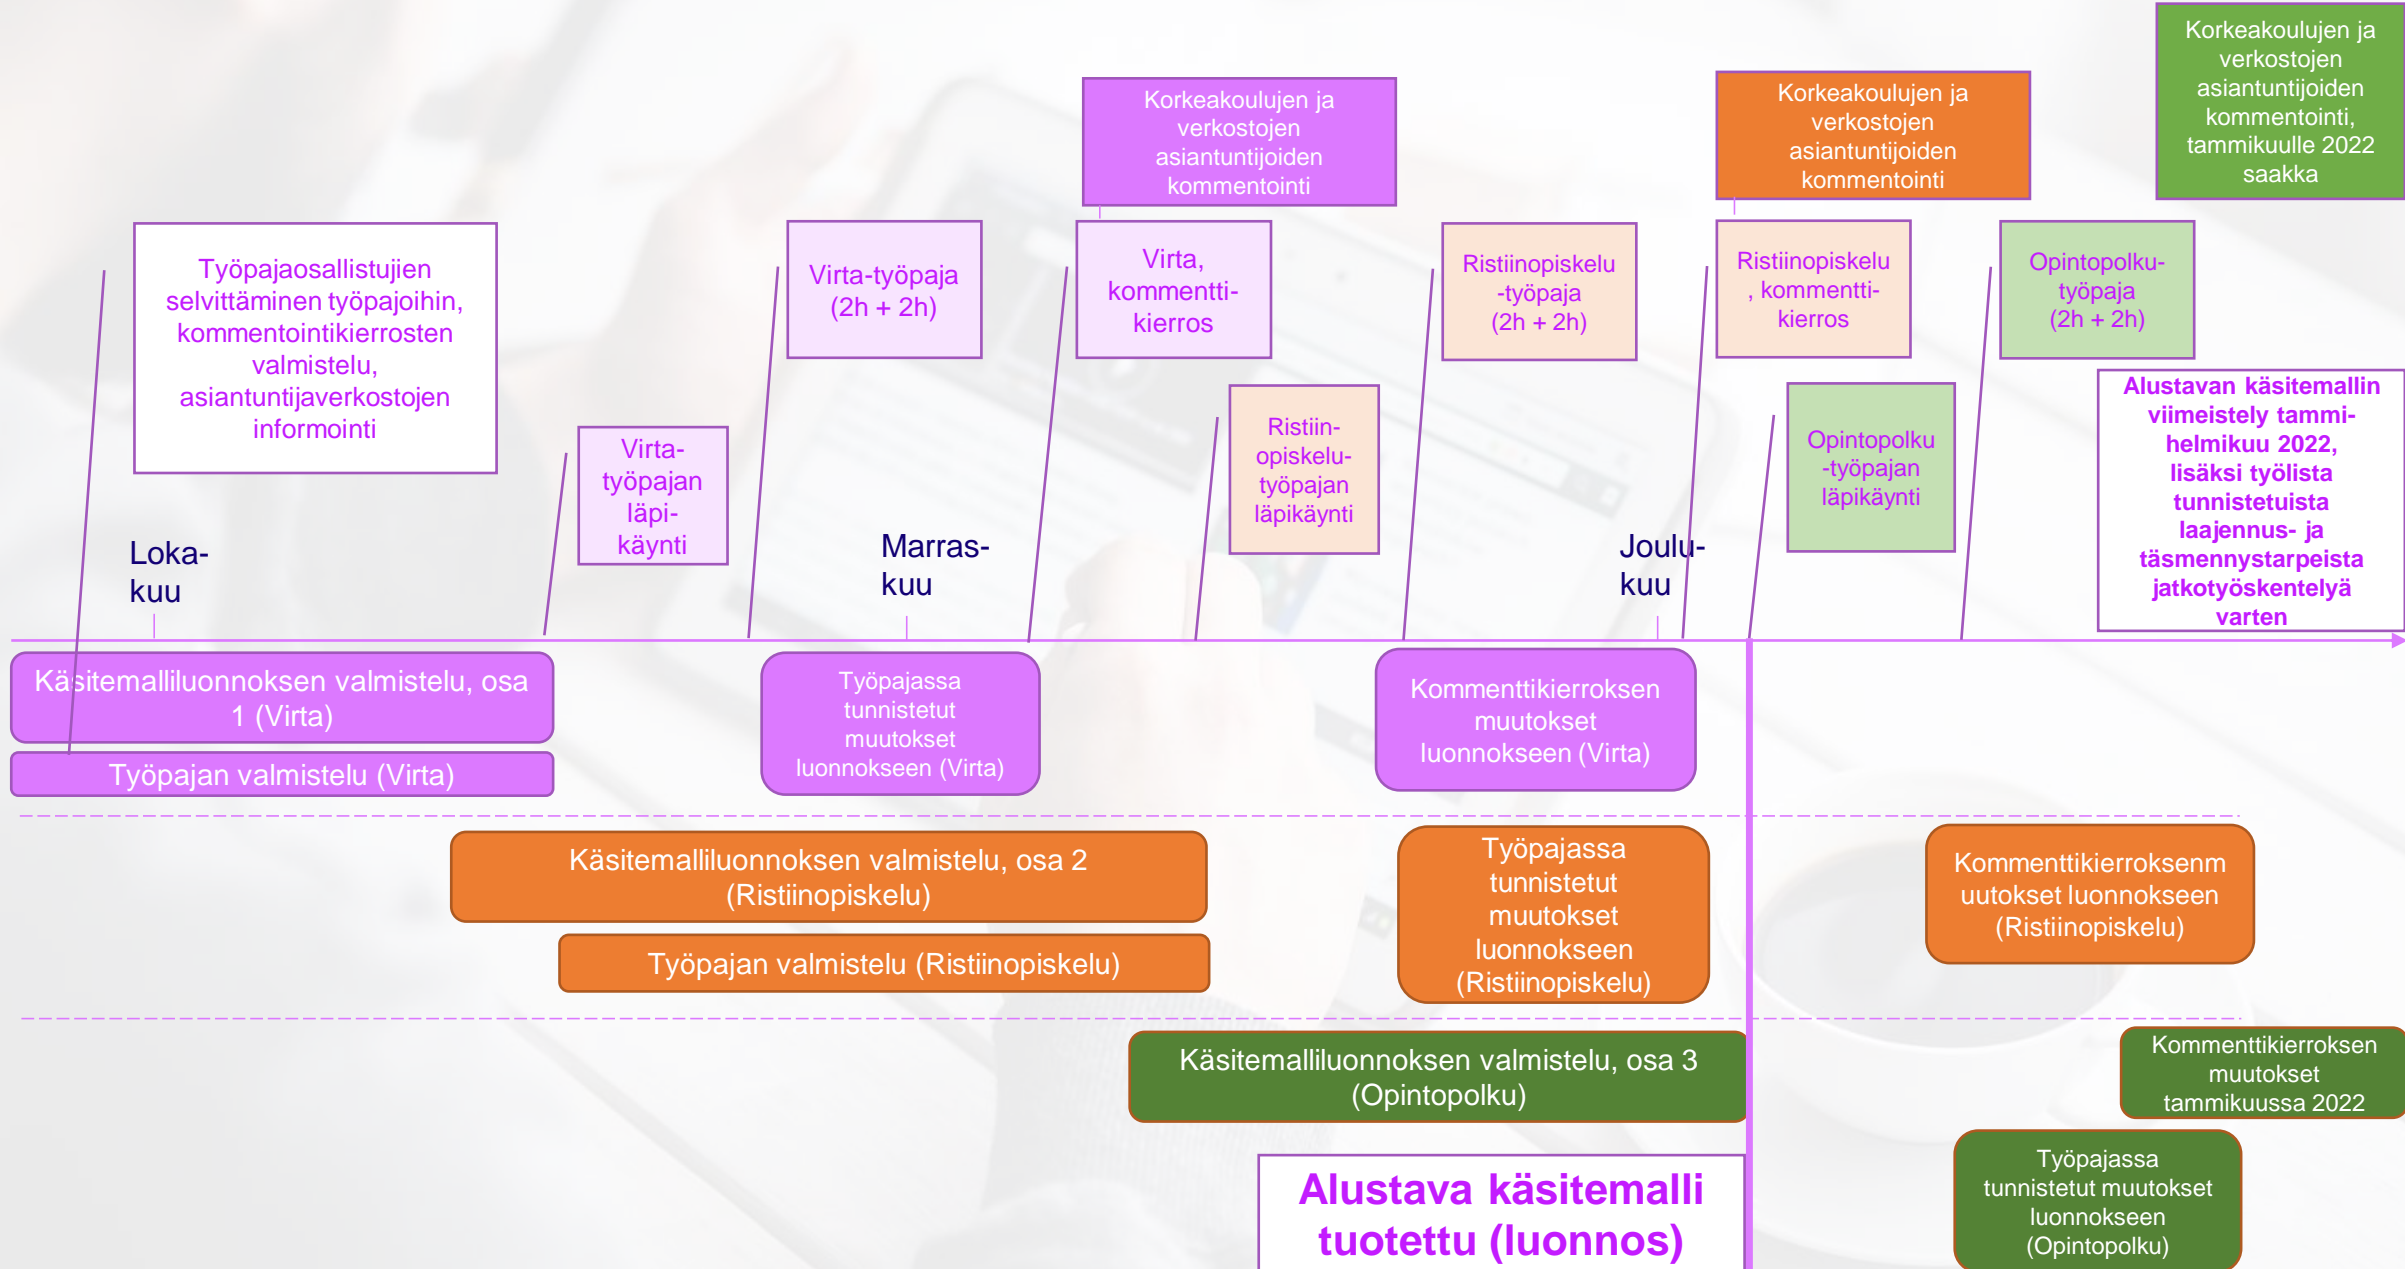 Korkeakoulujen ja
verkostojen
asiantuntijoiden
kommentointi,
tammikuulle 2022
saakka
Korkeakoulujen ja
verkostojen
asiantuntijoiden
kommentointi
Korkeakoulujen ja
verkostojen
asiantuntijoiden
kommentointi
Työpajaosallistujien
selvittäminen työpajoihin,
kommentointikierrosten
valmistelu,
asiantuntijaverkostojen
informointi
Virta-työpaja
(2h + 2h)
Virta,
kommentti-
kierros
Ristiinopiskelu
-työpaja
(2h + 2h)
Ristiinopiskelu
, kommentti-
kierros
Opintopolku-
työpaja
(2h + 2h)
Virta-
työpajan
läpi-
käynti
Ristiin-
opiskelu-
työpajan
läpikäynti
Opintopolku
-työpajan
läpikäynti
Alustavan käsitemallin
viimeistely tammi-
helmikuu 2022,
lisäksi työlista
tunnistetuista
laajennus- ja
täsmennystarpeista
jatkotyöskentelyä
varten
Loka-
kuu
Marras-
kuu
Joulu-
kuu
Käsitemalliluonnoksen valmistelu, osa
1 (Virta)
Työpajan valmistelu (Virta)
Työpajassa
tunnistetut
muutokset
luonnokseen (Virta)
Kommenttikierroksen
muutokset
luonnokseen (Virta)
Käsitemalliluonnoksen valmistelu, osa 2
(Ristiinopiskelu)
Työpajan valmistelu (Ristiinopiskelu)
Työpajassa
tunnistetut
muutokset
luonnokseen
(Ristiinopiskelu)
Kommenttikierroksenm
uutokset luonnokseen
(Ristiinopiskelu)
Käsitemalliluonnoksen valmistelu, osa 3
(Opintopolku)
Kommenttikierroksen
muutokset
tammikuussa 2022
Työpajassa
tunnistetut muutokset
luonnokseen
(Opintopolku)
Alustava käsitemalli
tuotettu (luonnos)